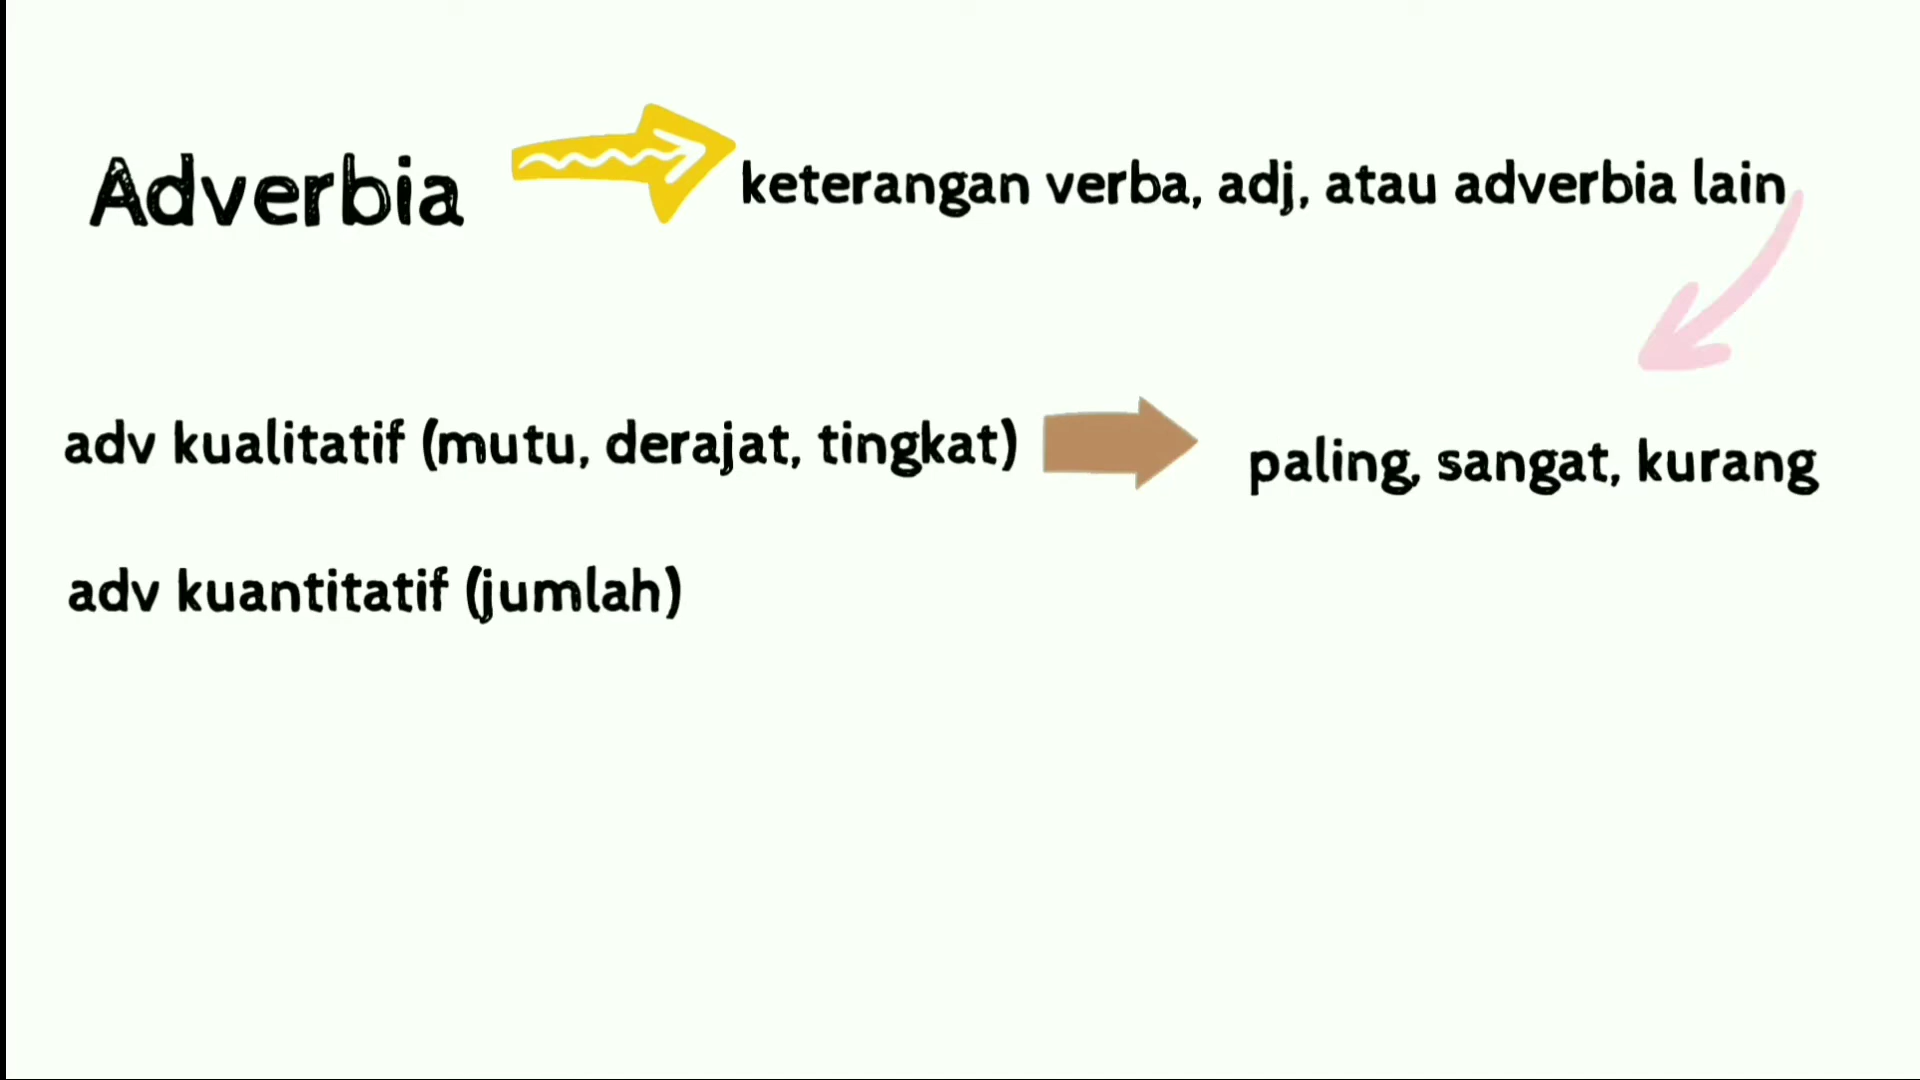 Adverbia
keterangan verba, adj, atau adverbia lain
adv kualitatif (mutu, derajat, tingkat)
paling, sangat, kurang
adv kuantitatif (jumlah)